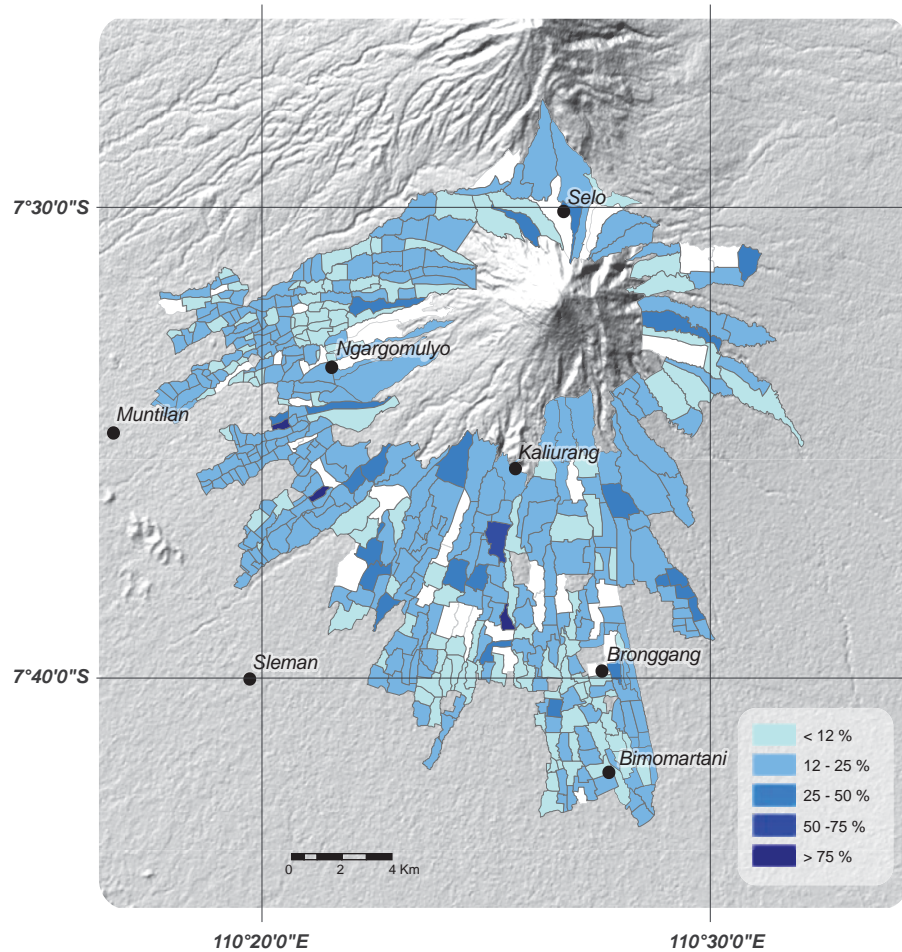 Selo
7°30'0"S
Ngargomulyo
Muntilan
Kaliurang
Sleman
7°40'0"S
Bronggang
Bimomartani
< 12 %
12 - 25 %
25 - 50 %
50 -75 %
> 75 %
0 2 4 Km
110°20'0"E
110°30'0"E